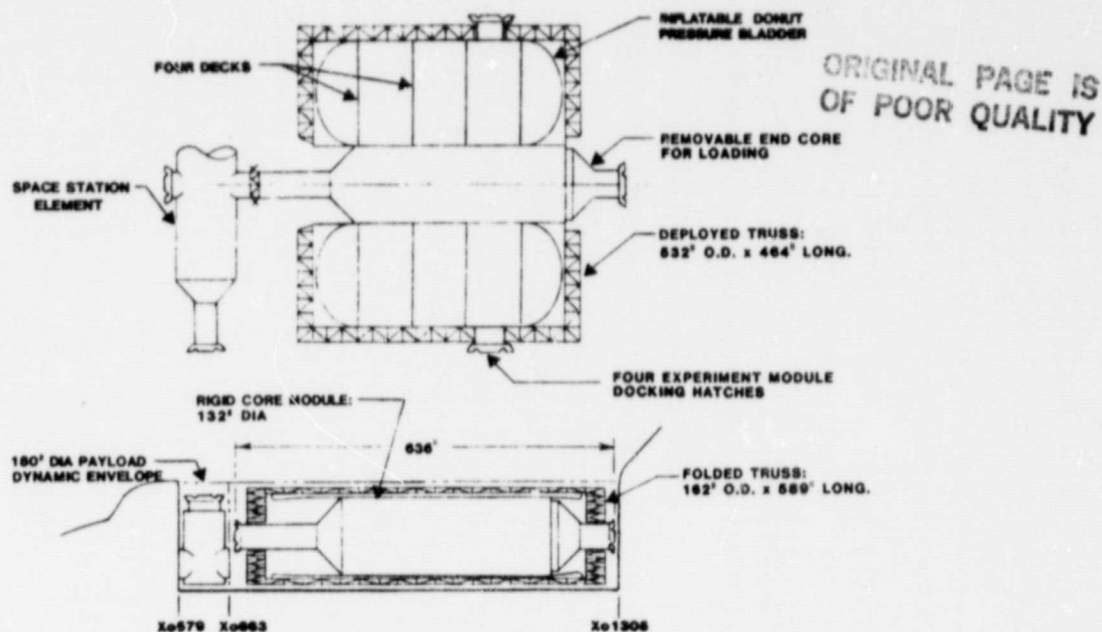 INFLATABLE DONUT
PRESSURE BLADDER
ORIGINAL PAGE IS
OF POOR QUALITY
FOUR DECKS
REMOVABLE END CORE
FOR LOADING
SPACE STATION
ELEMENT
DEPLOYED TRUSS:
532" O.D. x 464" LONG.
FOUR EXPERIMENT MODULE
DOCKING HATCHES
RIGID CORE MODULE:
132" DIA
636"
180" DIA PAYLOAD
DYNAMIC ENVELOPE
FOLDED TRUSS:
162" O.D. x 589" LONG.
Xo579 Xo663 Xo1306